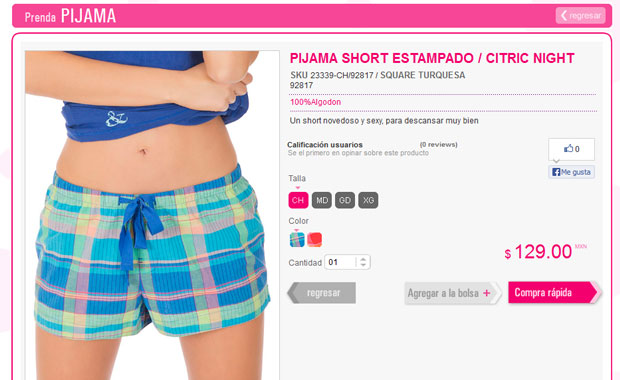 Prenda PIJAMA
regresar
PIJAMA SHORT ESTAMPADO / CITRIC NIGHT
SKU 23339-CH/92817 / SQUARE TURQUESA
92817
100%Algodon
Un short novedoso y sexy, para descansar muy bien
Calificación usuarios (0 reviews)
Se el primero en opinar sobre este producto
0
Me gusta
Talla
CH MD GD XG
Color
Cantidad 01
$ 129.00 MXN
regresar
Agregar a la bolsa +
Compra rápida